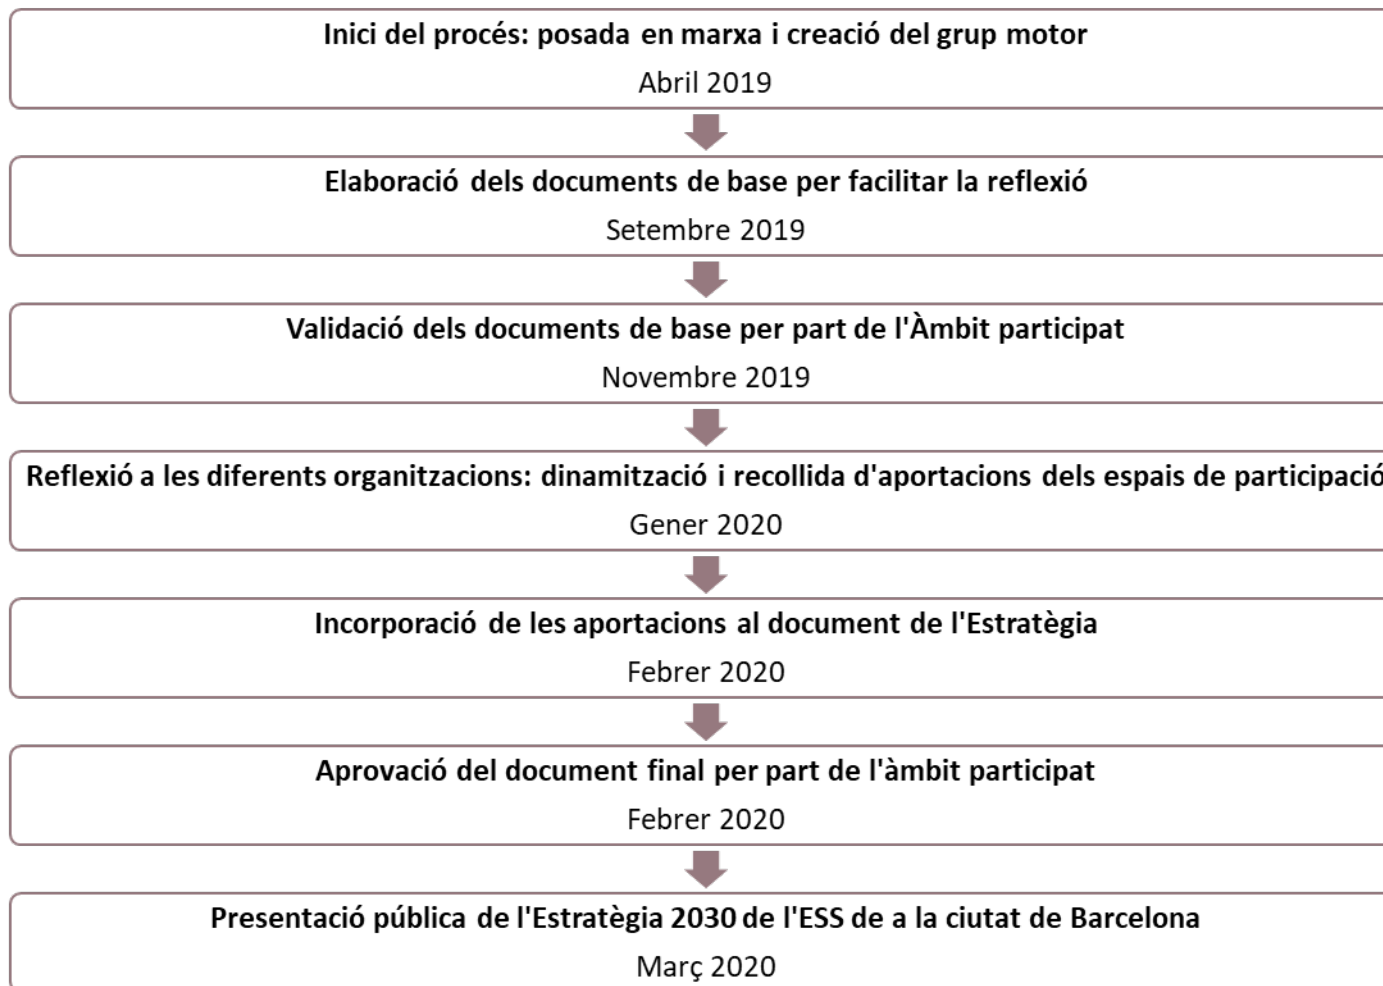 Inici del procés: posada en marxa i creació del grup motor
Abril 2019
Elaboració dels documents de base per facilitar la reflexió
Setembre 2019
Validació dels documents de base per part de l'Àmbit participat
Novembre 2019
Reflexió a les diferents organitzacions: dinamització i recollida d'aportacions dels espais de participació
Gener 2020
Incorporació de les aportacions al document de l'Estratègia
Febrer 2020
Aprovació del document final per part de l'àmbit participat
Febrer 2020
Presentació pública de l'Estratègia 2030 de l'ESS de a la ciutat de Barcelona
Març 2020